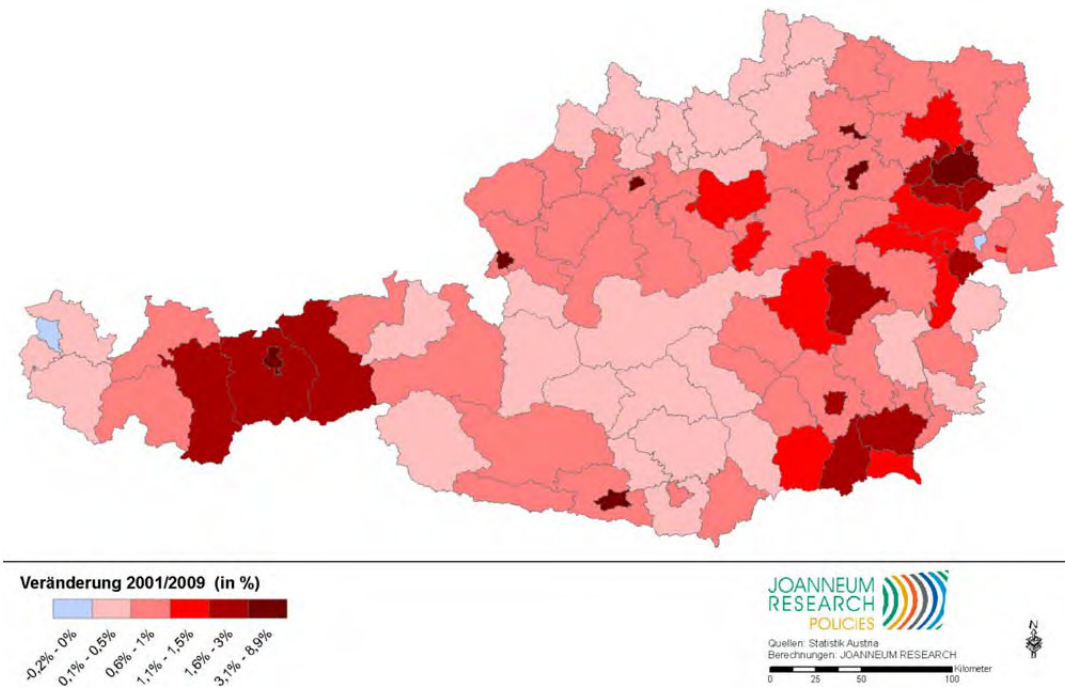 Veränderung 2001/2009 (in %)
-0,2% - 0%
0,1% - 0,5%
0,6% - 1%
1,1% - 1,5%
1,6% - 3%
3,1% - 8,9%
JOANNEUM
RESEARCH
POLICIES
Quellen: Statistik Austria
Berechnungen: JOANNEUM RESEARCH
Kilometer
0 25 50 100
N